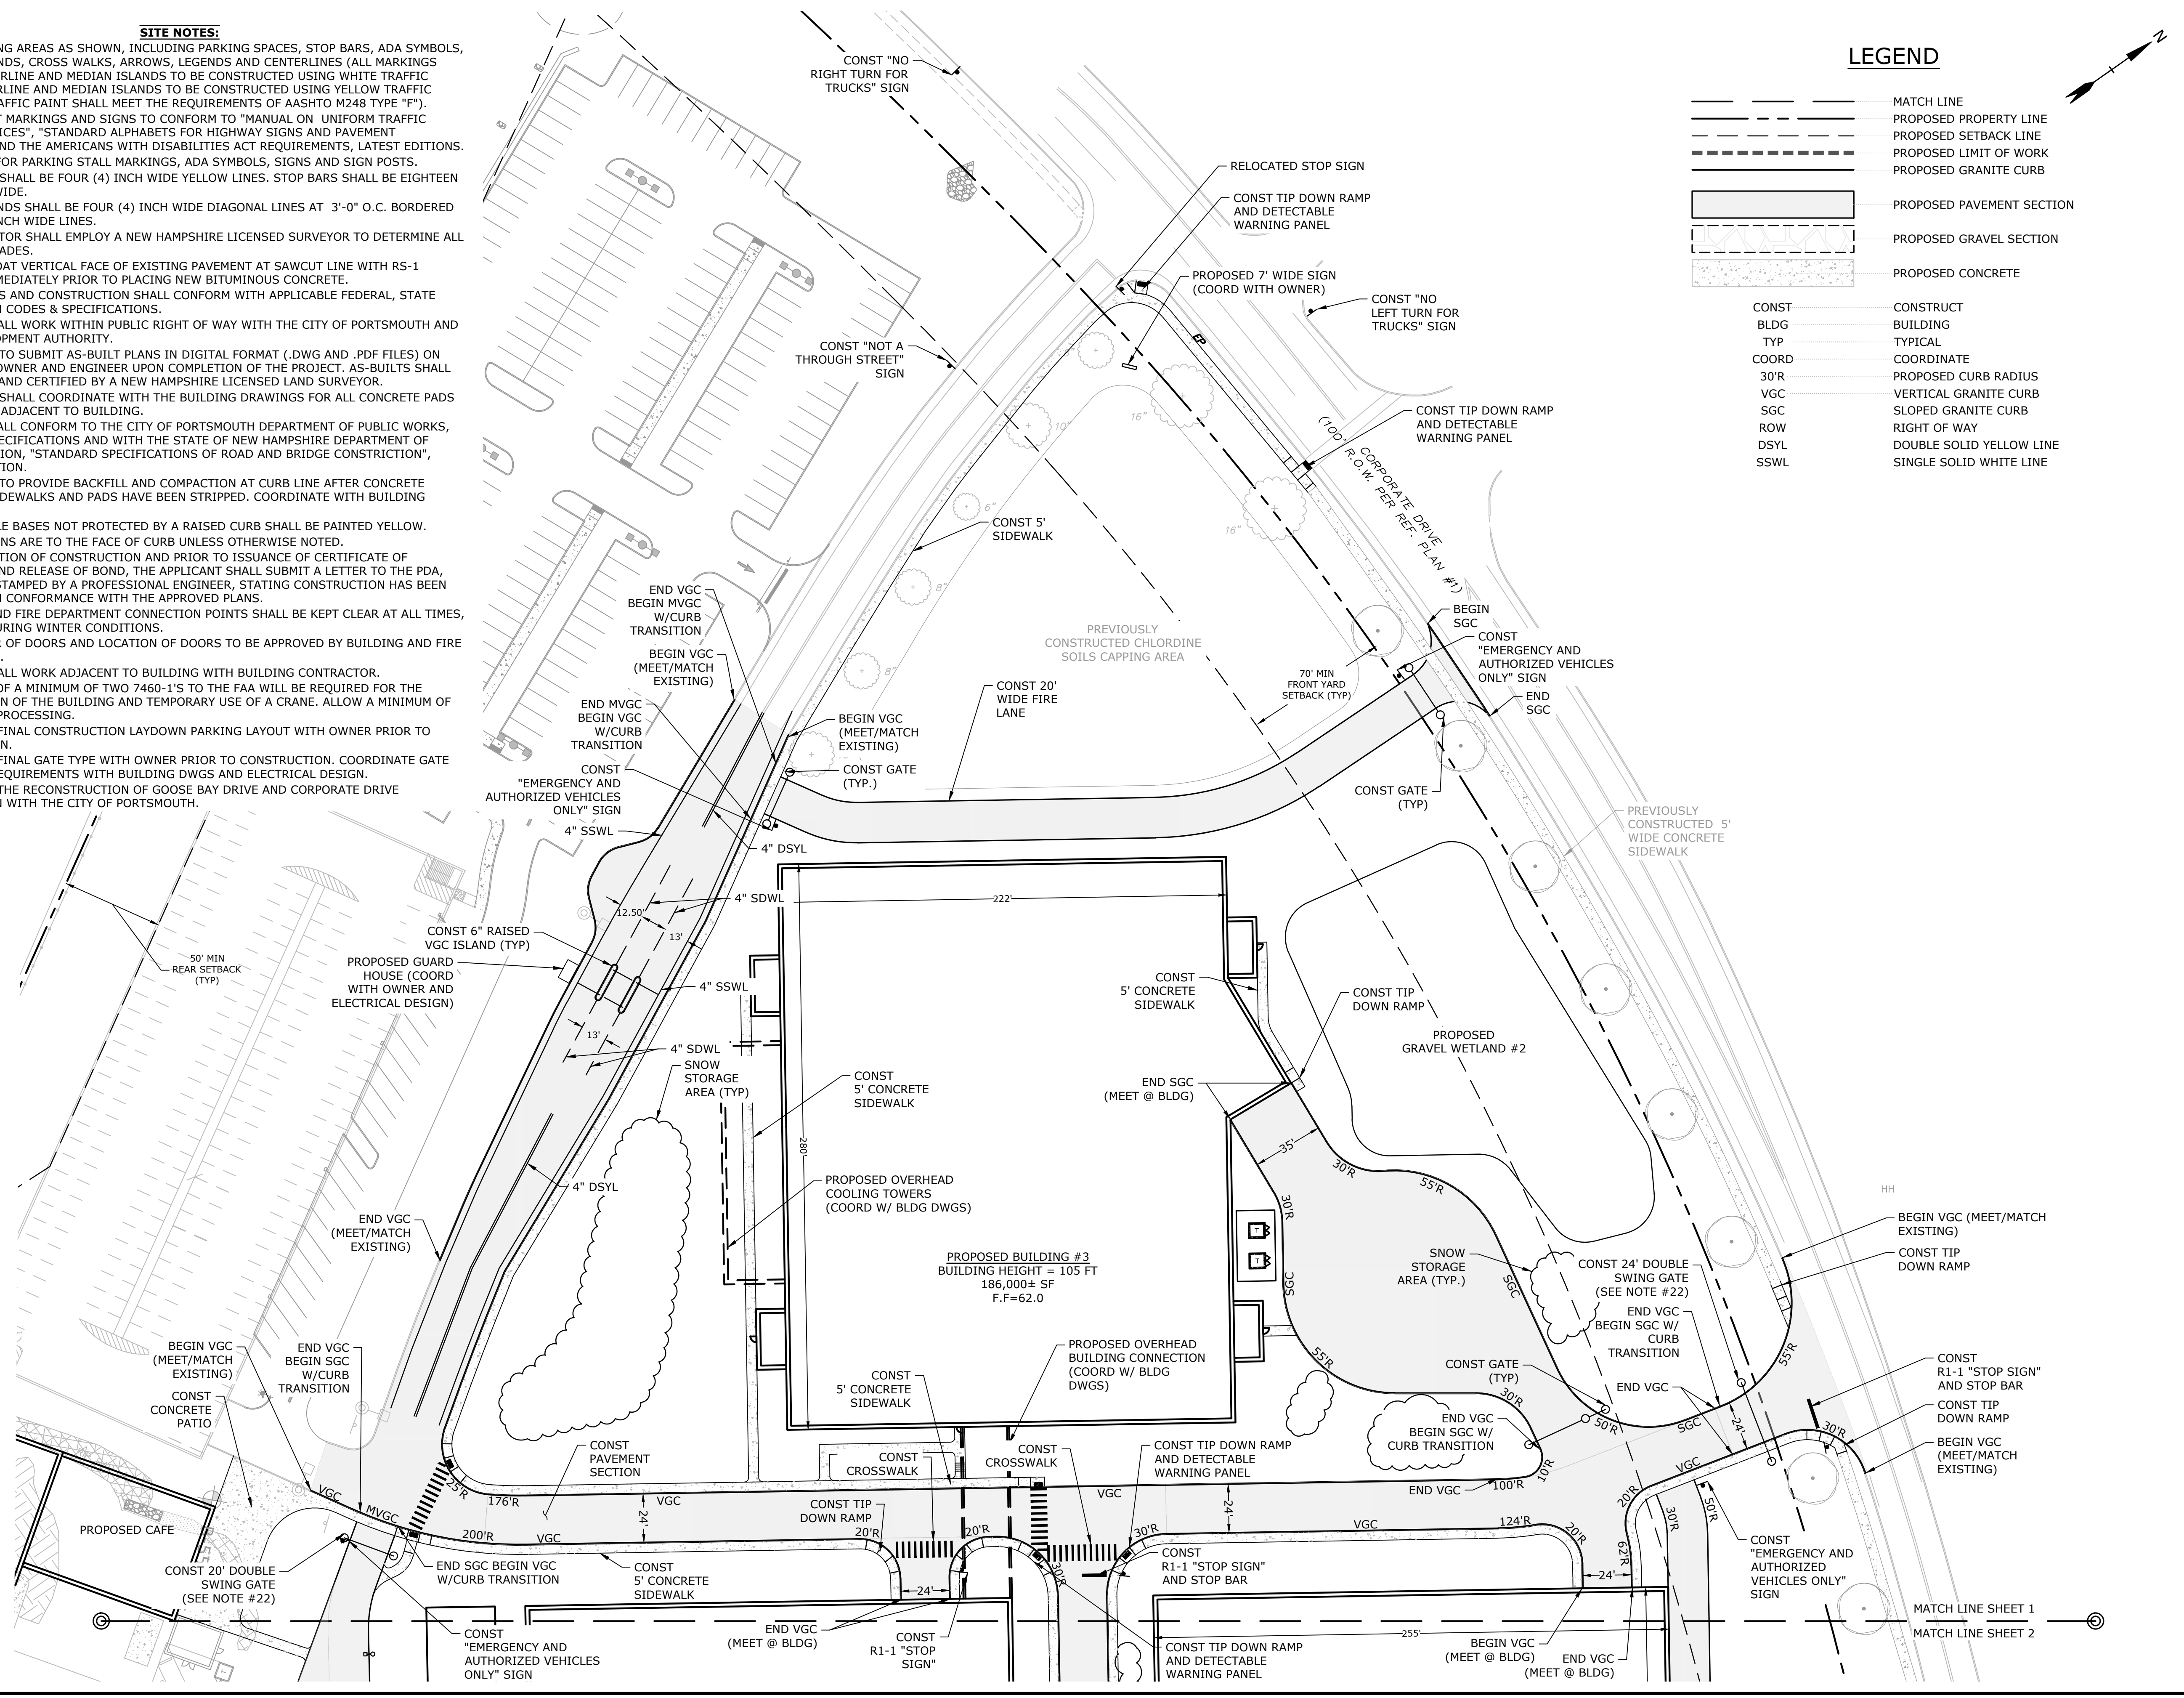 SITE NOTES:
NG AREAS AS SHOWN, INCLUDING PARKING SPACES, STOP BARS, ADA SYMBOLS,
NDS, CROSS WALKS, ARROWS, LEGENDS AND CENTERLINES (ALL MARKINGS
RLINE AND MEDIAN ISLANDS TO BE CONSTRUCTED USING WHITE TRAFFIC
RLINE AND MEDIAN ISLANDS TO BE CONSTRUCTED USING YELLOW TRAFFIC
AFFIC PAINT SHALL MEET THE REQUIREMENTS OF AASHTO M248 TYPE "F").
T MARKINGS AND SIGNS TO CONFORM TO "MANUAL ON UNIFORM TRAFFIC
ICES", "STANDARD ALPHABETS FOR HIGHWAY SIGNS AND PAVEMENT
ND THE AMERICANS WITH DISABILITIES ACT REQUIREMENTS, LATEST EDITIONS.
FOR PARKING STALL MARKINGS, ADA SYMBOLS, SIGNS AND SIGN POSTS.
SHALL BE FOUR (4) INCH WIDE YELLOW LINES. STOP BARS SHALL BE EIGHTEEN
WIDE.
NDS SHALL BE FOUR (4) INCH WIDE DIAGONAL LINES AT 3'-0" O.C. BORDERED
NCH WIDE LINES.
TOR SHALL EMPLOY A NEW HAMPSHIRE LICENSED SURVEYOR TO DETERMINE ALL
ADES.
OAT VERTICAL FACE OF EXISTING PAVEMENT AT SAWCUT LINE WITH RS-1
MEDIATELY PRIOR TO PLACING NEW BITUMINOUS CONCRETE.
S AND CONSTRUCTION SHALL CONFORM WITH APPLICABLE FEDERAL, STATE
N CODES & SPECIFICATIONS.
ALL WORK WITHIN PUBLIC RIGHT OF WAY WITH THE CITY OF PORTSMOUTH AND
OPMENT AUTHORITY.
TO SUBMIT AS-BUILT PLANS IN DIGITAL FORMAT (.DWG AND .PDF FILES) ON
OWNER AND ENGINEER UPON COMPLETION OF THE PROJECT. AS-BUILTS SHALL
AND CERTIFIED BY A NEW HAMPSHIRE LICENSED LAND SURVEYOR.
SHALL COORDINATE WITH THE BUILDING DRAWINGS FOR ALL CONCRETE PADS
ADJACENT TO BUILDING.
ALL CONFORM TO THE CITY OF PORTSMOUTH DEPARTMENT OF PUBLIC WORKS,
ECIFICATIONS AND WITH THE STATE OF NEW HAMPSHIRE DEPARTMENT OF
ION, "STANDARD SPECIFICATIONS OF ROAD AND BRIDGE CONSTRICTION",
TION.
TO PROVIDE BACKFILL AND COMPACTION AT CURB LINE AFTER CONCRETE
DEWALKS AND PADS HAVE BEEN STRIPPED. COORDINATE WITH BUILDING
LE BASES NOT PROTECTED BY A RAISED CURB SHALL BE PAINTED YELLOW.
NS ARE TO THE FACE OF CURB UNLESS OTHERWISE NOTED.
TION OF CONSTRUCTION AND PRIOR TO ISSUANCE OF CERTIFICATE OF
ND RELEASE OF BOND, THE APPLICANT SHALL SUBMIT A LETTER TO THE PDA,
STAMPED BY A PROFESSIONAL ENGINEER, STATING CONSTRUCTION HAS BEEN
N CONFORMANCE WITH THE APPROVED PLANS.
ND FIRE DEPARTMENT CONNECTION POINTS SHALL BE KEPT CLEAR AT ALL TIMES,
URING WINTER CONDITIONS.
R OF DOORS AND LOCATION OF DOORS TO BE APPROVED BY BUILDING AND FIRE
.
ALL WORK ADJACENT TO BUILDING WITH BUILDING CONTRACTOR.
OF A MINIMUM OF TWO 7460-1'S TO THE FAA WILL BE REQUIRED FOR THE
N OF THE BUILDING AND TEMPORARY USE OF A CRANE. ALLOW A MINIMUM OF
PROCESSING.
FINAL CONSTRUCTION LAYDOWN PARKING LAYOUT WITH OWNER PRIOR TO
N.
FINAL GATE TYPE WITH OWNER PRIOR TO CONSTRUCTION. COORDINATE GATE
EQUIREMENTS WITH BUILDING DWGS AND ELECTRICAL DESIGN.
THE RECONSTRUCTION OF GOOSE BAY DRIVE AND CORPORATE DRIVE
N WITH THE CITY OF PORTSMOUTH.
LEGEND
N
MATCH LINE
PROPOSED PROPERTY LINE
PROPOSED SETBACK LINE
PROPOSED LIMIT OF WORK
PROPOSED GRANITE CURB
PROPOSED PAVEMENT SECTION
PROPOSED GRAVEL SECTION
PROPOSED CONCRETE
CONST CONSTRUCT
BLDG BUILDING
TYP TYPICAL
COORD COORDINATE
30'R PROPOSED CURB RADIUS
VGC VERTICAL GRANITE CURB
SGC SLOPED GRANITE CURB
ROW RIGHT OF WAY
DSYL DOUBLE SOLID YELLOW LINE
SSWL SINGLE SOLID WHITE LINE
CONST "NO
RIGHT TURN FOR
TRUCKS" SIGN
RELOCATED STOP SIGN
CONST TIP DOWN RAMP
AND DETECTABLE
WARNING PANEL
PROPOSED 7' WIDE SIGN
(COORD WITH OWNER)
CONST "NO
LEFT TURN FOR
TRUCKS" SIGN
EP
CONST "NOT A
THROUGH STREET"
SIGN
16"
10"
CONST TIP DOWN RAMP
AND DETECTABLE
WARNING PANEL
CORPORATE DRIVE
(100' R.O.W. PER REF. PLAN #1)
6"
16"
CONST 5'
SIDEWALK
8"
8"
END VGC
BEGIN MVGC
W/CURB
TRANSITION
BEGIN VGC
(MEET/MATCH
EXISTING)
END MVGC
BEGIN VGC
W/CURB
TRANSITION
CONST
"EMERGENCY AND
AUTHORIZED VEHICLES
ONLY" SIGN
4" SSWL
PREVIOUSLY
CONSTRUCTED CHLORDINE
SOILS CAPPING AREA
BEGIN
SGC
CONST
"EMERGENCY AND
AUTHORIZED VEHICLES
ONLY" SIGN
END
SGC
70' MIN
FRONT YARD
SETBACK (TYP)
CONST 20'
WIDE FIRE
LANE
BEGIN VGC
(MEET/MATCH
EXISTING)
CONST GATE
(TYP.)
CONST GATE
(TYP)
PREVIOUSLY
CONSTRUCTED 5'
WIDE CONCRETE
SIDEWALK
4" DSYL
4" SDWL
222'
12.50'
13'
CONST 6" RAISED
VGC ISLAND (TYP)
50' MIN
REAR SETBACK
(TYP)
PROPOSED GUARD
HOUSE (COORD
WITH OWNER AND
ELECTRICAL DESIGN)
4" SSWL
13'
4" SDWL
SNOW
STORAGE
AREA (TYP)
CONST
5' CONCRETE
SIDEWALK
CONST
5' CONCRETE
SIDEWALK
CONST TIP
DOWN RAMP
PROPOSED
GRAVEL WETLAND #2
END SGC
(MEET @ BLDG)
280'
35'
30'R
55'R
30'R
4" DSYL
PROPOSED OVERHEAD
COOLING TOWERS
(COORD W/ BLDG DWGS)
HH
T
T
END VGC
(MEET/MATCH
EXISTING)
PROPOSED BUILDING #3
BUILDING HEIGHT = 105 FT
186,000± SF
F.F=62.0
SGC
SGC
SNOW
STORAGE
AREA (TYP.)
CONST 24' DOUBLE
SWING GATE
(SEE NOTE #22)
END VGC
BEGIN SGC W/
CURB
TRANSITION
BEGIN VGC (MEET/MATCH
EXISTING)
CONST TIP
DOWN RAMP
BEGIN VGC
(MEET/MATCH
EXISTING)
END VGC
BEGIN SGC
W/CURB
TRANSITION
CONST
CONCRETE
PATIO
PROPOSED OVERHEAD
BUILDING CONNECTION
(COORD W/ BLDG
DWGS)
CONST
5' CONCRETE
SIDEWALK
55'R
55'R
CONST GATE
(TYP)
END VGC
30'R
CONST
R1-1 "STOP SIGN"
AND STOP BAR
CONST TIP
DOWN RAMP
BEGIN VGC
(MEET/MATCH
EXISTING)
END VGC
BEGIN SGC W/
CURB TRANSITION
50'R
SGC
24'
30'R
CONST
PAVEMENT
SECTION
CONST
CROSSWALK
CONST
CROSSWALK
CONST TIP DOWN RAMP
AND DETECTABLE
WARNING PANEL
VGC
10'R
VGC
MVGC
25'R
176'R
VGC
24'
VGC
24'
END VGC
100'R
20'R
30'R
50'R
CONST TIP
DOWN RAMP
200'R
VGC
20'R
20'R
30'R
VGC
124'R
20'R
62'R
PROPOSED CAFE
CONST 20' DOUBLE
SWING GATE
(SEE NOTE #22)
END SGC BEGIN VGC
W/CURB TRANSITION
CONST
5' CONCRETE
SIDEWALK
30'R
CONST
R1-1 "STOP SIGN"
AND STOP BAR
24'
24'
CONST
"EMERGENCY AND
AUTHORIZED
VEHICLES ONLY"
SIGN
MATCH LINE SHEET 1
MATCH LINE SHEET 2
CONST
"EMERGENCY AND
AUTHORIZED VEHICLES
ONLY" SIGN
END VGC
(MEET @ BLDG)
CONST
R1-1 "STOP
SIGN"
255'
CONST TIP DOWN RAMP
AND DETECTABLE
WARNING PANEL
BEGIN VGC
(MEET @ BLDG)
END VGC
(MEET @ BLDG)